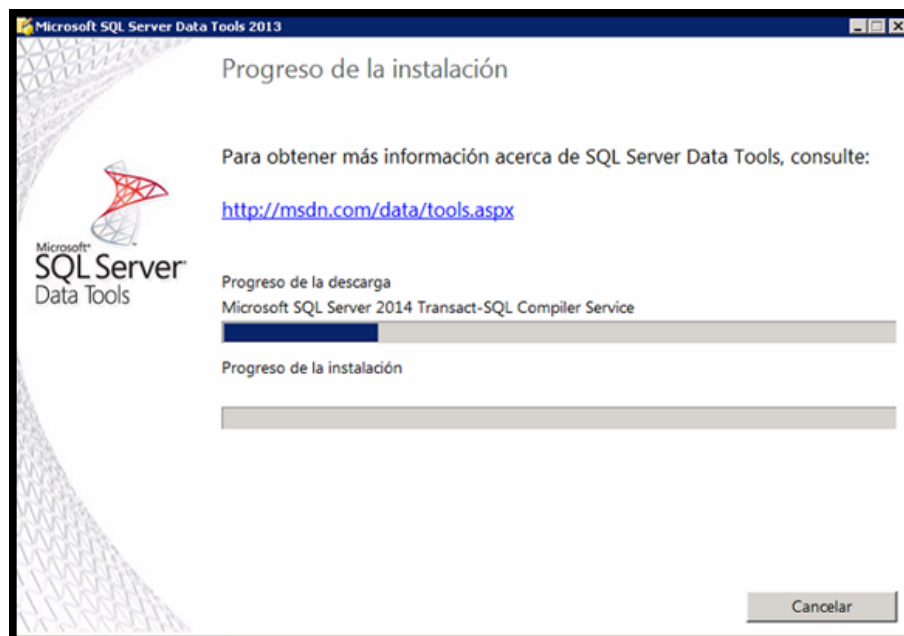 Microsoft SQL Server Data Tools 2013
Progreso de la instalación
Para obtener más información acerca de SQL Server Data Tools, consulte:
http://msdn.com/data/tools.aspx
Microsoft®
SQL Server®
Data Tools
Progreso de la descarga
Microsoft SQL Server 2014 Transact-SQL Compiler Service
Progreso de la instalación
Cancelar